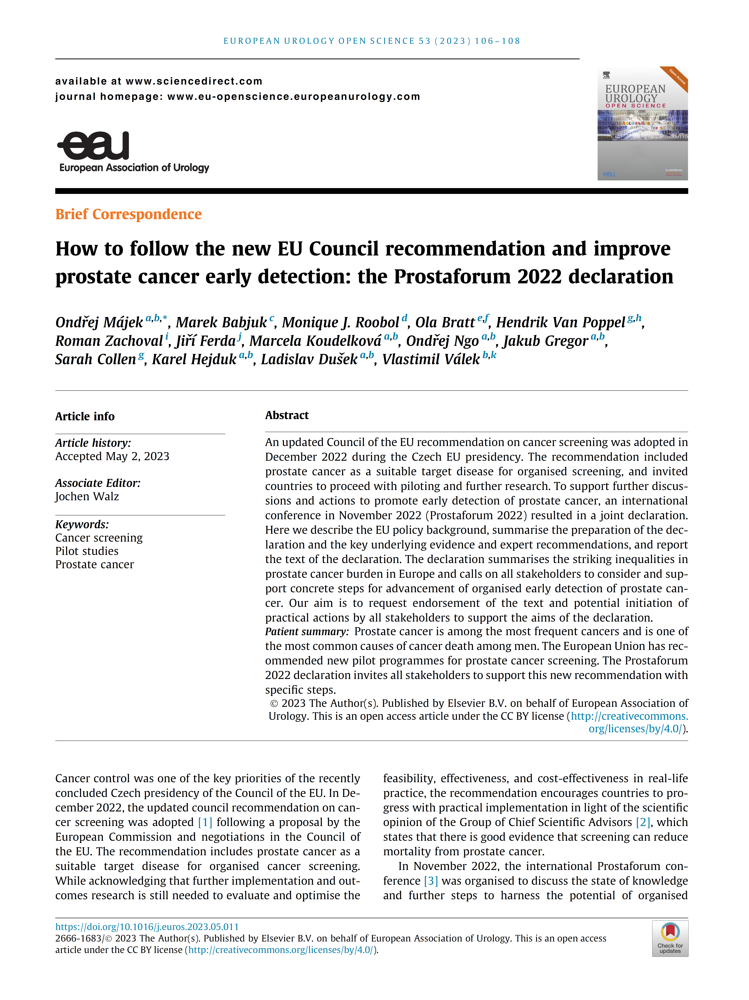 EUROPEAN UROLOGY OPEN SCIENCE 53 (2023) 106–108
available at www.sciencedirect.com
journal homepage: www.eu-openscience.europeanurology.com
eau
European Association of Urology
Open Access
ELSEVIER
EUROPEAN
UROLOGY
OPEN SCIENCE
Accessible
for
eau
EUROPEAN
UROLOGY
OPEN SCIENCE
Brief Correspondence
How to follow the new EU Council recommendation and improve
prostate cancer early detection: the Prostaforum 2022 declaration
Ondřej Májek a,b,*, Marek Babjuk c, Monique J. Roobol d, Ola Bratt e,f, Hendrik Van Poppel g,h,
Roman Zachoval i, Jiří Ferda j, Marcela Koudelková a,b, Ondřej Ngo a,b, Jakub Gregor a,b,
Sarah Collen g, Karel Hejduk a,b, Ladislav Dušek a,b, Vlastimil Válek b,k
Article info
Article history:
Accepted May 2, 2023
Associate Editor:
Jochen Walz
Keywords:
Cancer screening
Pilot studies
Prostate cancer
Abstract
An updated Council of the EU recommendation on cancer screening was adopted in
December 2022 during the Czech EU presidency. The recommendation included
prostate cancer as a suitable target disease for organised screening, and invited
countries to proceed with piloting and further research. To support further discus-
sions and actions to promote early detection of prostate cancer, an international
conference in November 2022 (Prostaforum 2022) resulted in a joint declaration.
Here we describe the EU policy background, summarise the preparation of the dec-
laration and the key underlying evidence and expert recommendations, and report
the text of the declaration. The declaration summarises the striking inequalities in
prostate cancer burden in Europe and calls on all stakeholders to consider and sup-
port concrete steps for advancement of organised early detection of prostate can-
cer. Our aim is to request endorsement of the text and potential initiation of
practical actions by all stakeholders to support the aims of the declaration.
Patient summary: Prostate cancer is among the most frequent cancers and is one of
the most common causes of cancer death among men. The European Union has rec-
ommended new pilot programmes for prostate cancer screening. The Prostaforum
2022 declaration invites all stakeholders to support this new recommendation with
specific steps.
© 2023 The Author(s). Published by Elsevier B.V. on behalf of European Association of
Urology. This is an open access article under the CC BY license (http://creativecommons.
org/licenses/by/4.0/).
Cancer control was one of the key priorities of the recently
concluded Czech presidency of the Council of the EU. In De-
cember 2022, the updated council recommendation on can-
cer screening was adopted [1] following a proposal by the
European Commission and negotiations in the Council of
the EU. The recommendation includes prostate cancer as a
suitable target disease for organised cancer screening.
While acknowledging that further implementation and out-
comes research is still needed to evaluate and optimise the
feasibility, effectiveness, and cost-effectiveness in real-life
practice, the recommendation encourages countries to pro-
gress with practical implementation in light of the scientific
opinion of the Group of Chief Scientific Advisors [2], which
states that there is good evidence that screening can reduce
mortality from prostate cancer.
In November 2022, the international Prostaforum con-
ference [3] was organised to discuss the state of knowledge
and further steps to harness the potential of organised
https://doi.org/10.1016/j.euros.2023.05.011
2666-1683/© 2023 The Author(s). Published by Elsevier B.V. on behalf of European Association of Urology. This is an open access
article under the CC BY license (http://creativecommons.org/licenses/by/4.0/).
Check for
updates